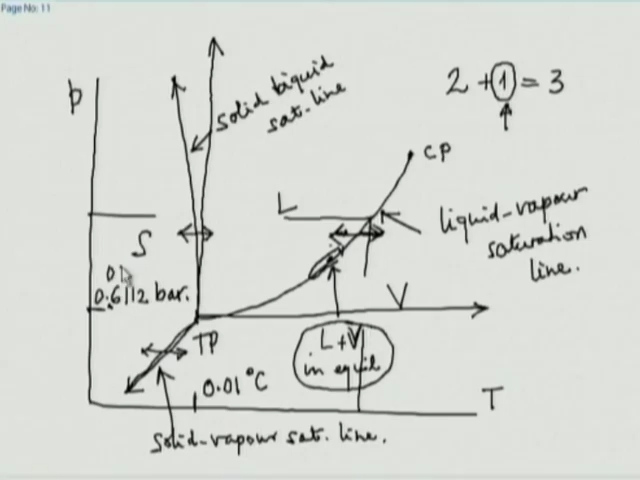 Page No: 11
p
2 + 1 = 3
solid liquid
sat. line
CP
L
liquid-vapour
saturation
line.
S
0.6112 bar.
V
TP
L + V
in equil
0.01 °C
T
solid-vapour sat. line.